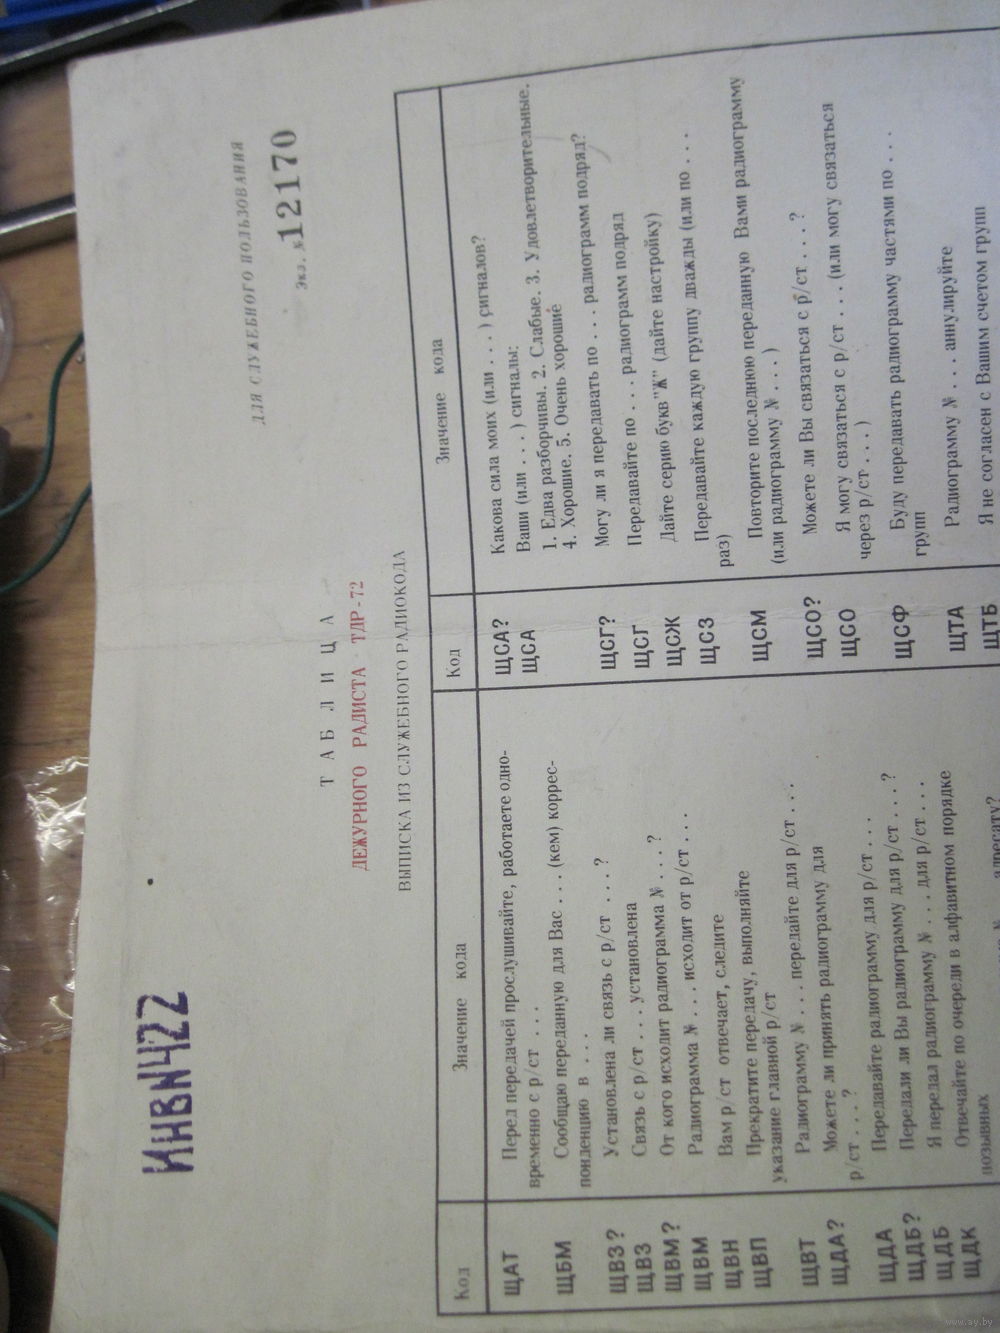 ДЛЯ СЛУЖЕБНОГО ПОЛЬЗОВАНИЯ
Экз. №12170
ИНВN422
ТАБЛИЦА
ДЕЖУРНОГО РАДИСТА ТДР-72
ВЫПИСКА ИЗ СЛУЖЕБНОГО РАДИОКОДА
Код Значение кода
ЩАТ Перед передачей прослушивайте, работаете одно-
временно с р/ст ...
ЩБМ Сообщаю переданную для Вас ... (кем) коррес-
понденцию в ...
ЩВЗ? Установлена ли связь с р/ст ...?
ЩВЗ Связь с р/ст ... установлена
ЩВМ? От кого исходит радиограмма № ...?
ЩВМ Радиограмма № ... исходит от р/ст ...
ЩВН Вам р/ст отвечает, следите
ЩВП Прекратите передачу, выполняйте
указание главной р/ст
ЩВТ Радиограмму № ... передайте для р/ст ...
ЩДА? Можете ли принять радиограмму для
р/ст ...?
ЩДА Передавайте радиограмму для р/ст ...
ЩДБ? Передали ли Вы радиограмму для р/ст ...?
ЩДБ Я передал радиограмму № ... для р/ст ...
ЩДК Отвечайте по очереди в алфавитном порядке
позывных
адресату?
Код Значение кода
ЩСА? Какова сила моих (или ...) сигналов?
ЩСА Ваши (или ...) сигналы:
1. Едва разборчивы. 2. Слабые. 3. Удовлетворительные.
4. Хорошие. 5. Очень хорошие
ЩСГ? Могу ли я передавать по ... радиограмм подряд?
ЩСГ Передавайте по ... радиограмм подряд
ЩСЖ Дайте серию букв "Ж" (дайте настройку)
ЩСЗ Передавайте каждую группу дважды (или по ...
раз)
ЩСМ Повторите последнюю переданную Вами радиограмму
(или радиограмму № ...)
ЩСО? Можете ли Вы связаться с р/ст ...?
ЩСО Я могу связаться с р/ст ... (или могу связаться
через р/ст ...)
ЩСФ Буду передавать радиограмму частями по ...
групп
ЩТА Радиограмму № ... аннулируйте
ЩТБ Я не согласен с Вашим счетом групп
www.ay.by